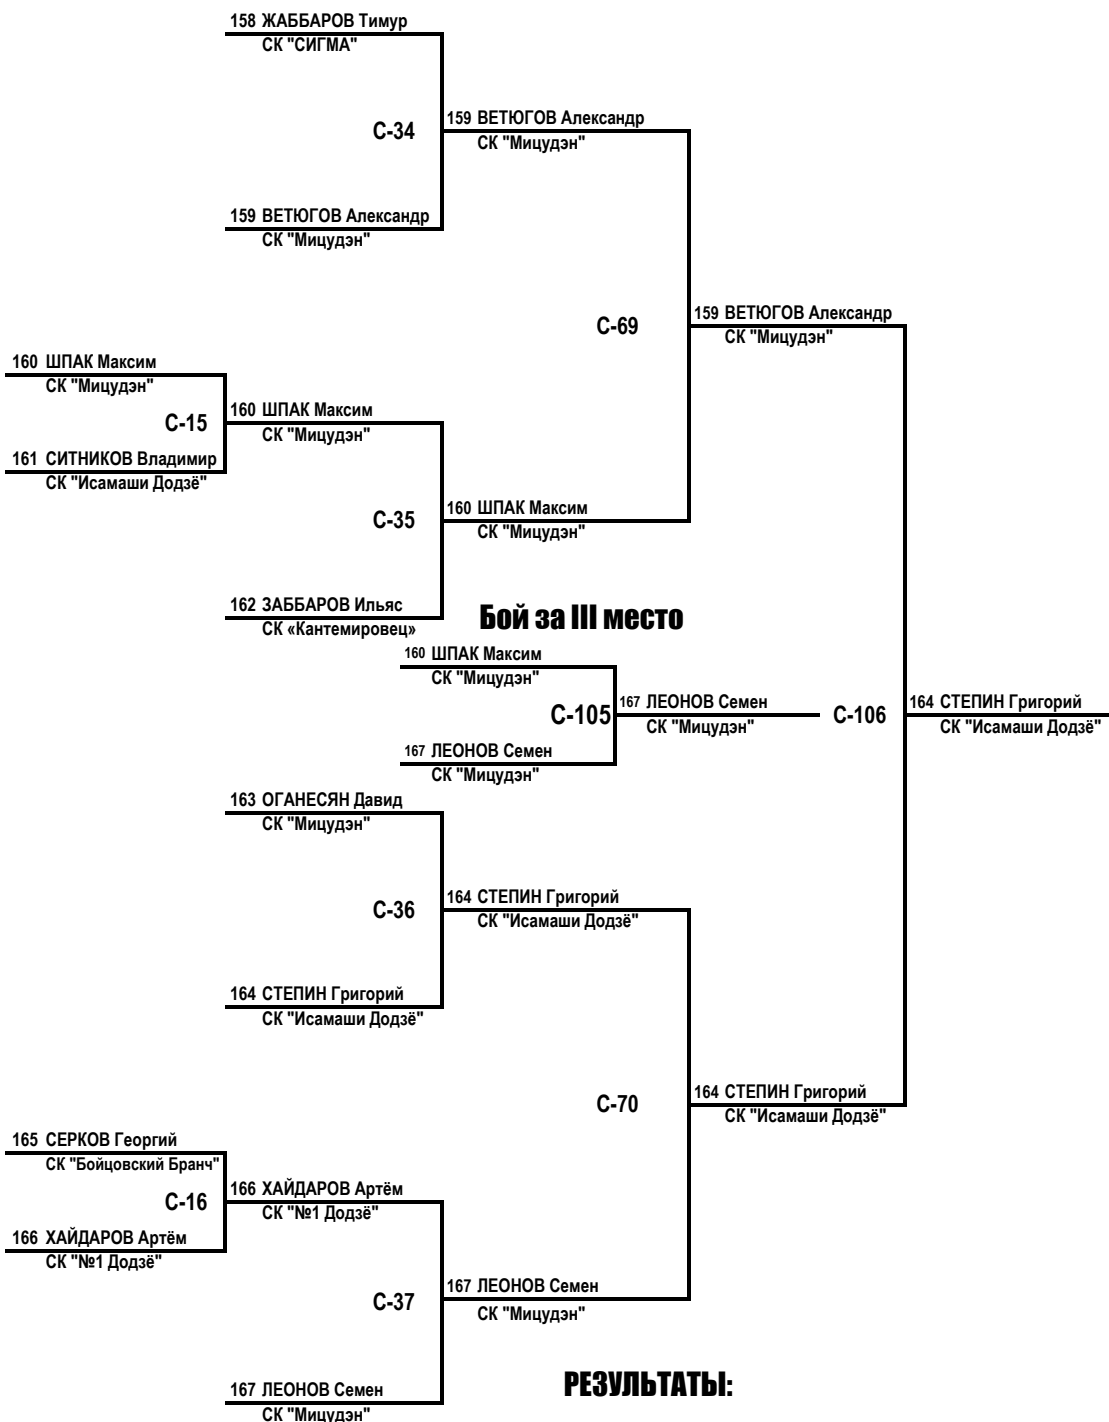 158 ЖАББАРОВ Тимур
СК "СИГМА"
С-34
159 ВЕТЮГОВ Александр
СК "Мицудэн"
159 ВЕТЮГОВ Александр
СК "Мицудэн"
С-69
159 ВЕТЮГОВ Александр
СК "Мицудэн"
160 ШПАК Максим
СК "Мицудэн"
С-15
160 ШПАК Максим
СК "Мицудэн"
161 СИТНИКОВ Владимир
СК "Исамаши Додзё"
С-35
160 ШПАК Максим
СК "Мицудэн"
162 ЗАББАРОВ Ильяс
СК «Кантемировец»
Бой за III место
160 ШПАК Максим
СК "Мицудэн"
С-105
167 ЛЕОНОВ Семен
СК "Мицудэн"
С-106
164 СТЕПИН Григорий
СК "Исамаши Додзё"
167 ЛЕОНОВ Семен
СК "Мицудэн"
163 ОГАНЕСЯН Давид
СК "Мицудэн"
С-36
164 СТЕПИН Григорий
СК "Исамаши Додзё"
164 СТЕПИН Григорий
СК "Исамаши Додзё"
С-70
164 СТЕПИН Григорий
СК "Исамаши Додзё"
165 СЕРКОВ Георгий
СК "Бойцовский Бранч"
С-16
166 ХАЙДАРОВ Артём
СК "№1 Додзё"
166 ХАЙДАРОВ Артём
СК "№1 Додзё"
С-37
167 ЛЕОНОВ Семен
СК "Мицудэн"
167 ЛЕОНОВ Семен
СК "Мицудэн"
РЕЗУЛЬТАТЫ: